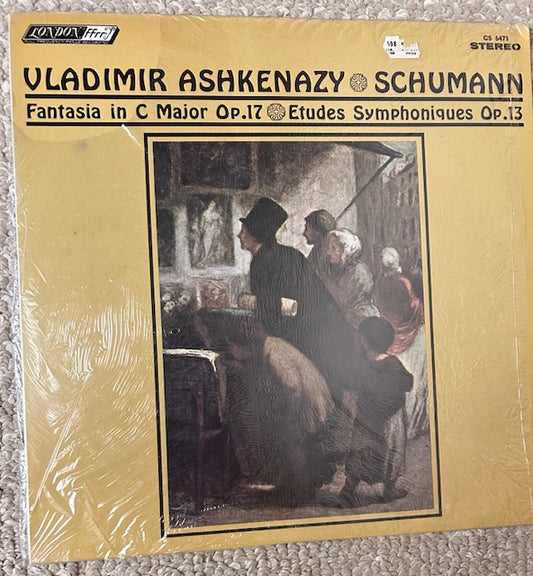 LONDON ffrr
CS 6471
STEREO
VLADIMIR ASHKENAZY SCHUMANN
Fantasia in C Major Op.17 Etudes Symphoniques Op.13